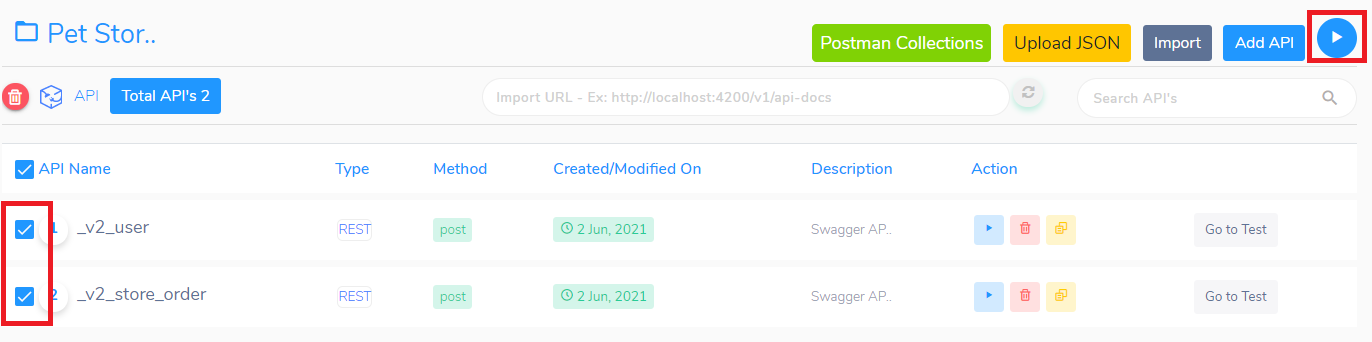 Pet Stor..
Postman Collections
Upload JSON
Import
Add API
API
Total API's 2
Import URL - Ex: http://localhost:4200/v1/api-docs
Search API's
API Name Type Method Created/Modified On Description Action
1 _v2_user REST post 2 Jun, 2021 Swagger AP.. Go to Test
2 _v2_store_order REST post 2 Jun, 2021 Swagger AP.. Go to Test